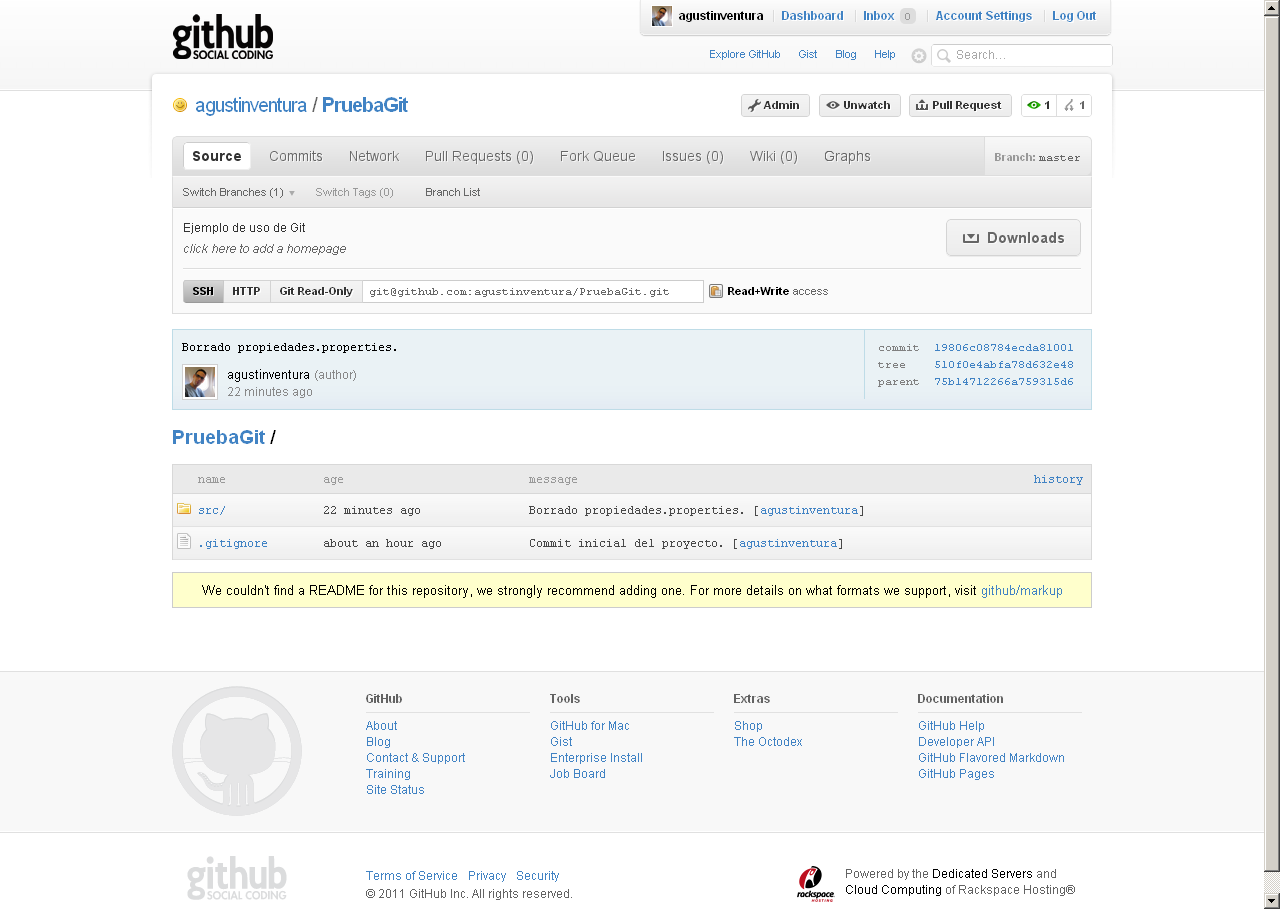 github
SOCIAL CODING
agustinventura Dashboard Inbox 0 Account Settings Log Out
Explore GitHub Gist Blog Help Search...
agustinventura / PruebaGit
Admin Unwatch Pull Request 1 1
Source Commits Network Pull Requests (0) Fork Queue Issues (0) Wiki (0) Graphs Branch: master
Switch Branches (1) Switch Tags (0) Branch List
Ejemplo de uso de Git
click here to add a homepage
Downloads
SSH HTTP Git Read-Only git@github.com:agustinventura/PruebaGit.git Read+Write access
Borrado propiedades.properties.
agustinventura (author)
22 minutes ago
commit 19806c08784ecda81001
tree 510f0e4abfa78d632e48
parent 75b14712266a759315d6
PruebaGit /
name age message history
src/ 22 minutes ago Borrado propiedades.properties. [agustinventura]
.gitignore about an hour ago Commit inicial del proyecto. [agustinventura]
We couldn't find a README for this repository, we strongly recommend adding one. For more details on what formats we support, visit github/markup
GitHub
About
Blog
Contact & Support
Training
Site Status
Tools
GitHub for Mac
Gist
Enterprise Install
Job Board
Extras
Shop
The Octodex
Documentation
GitHub Help
Developer API
GitHub Flavored Markdown
GitHub Pages
github
SOCIAL CODING
Terms of Service Privacy Security
© 2011 GitHub Inc. All rights reserved.
rackspace
HOSTING
Powered by the Dedicated Servers and
Cloud Computing of Rackspace Hosting®